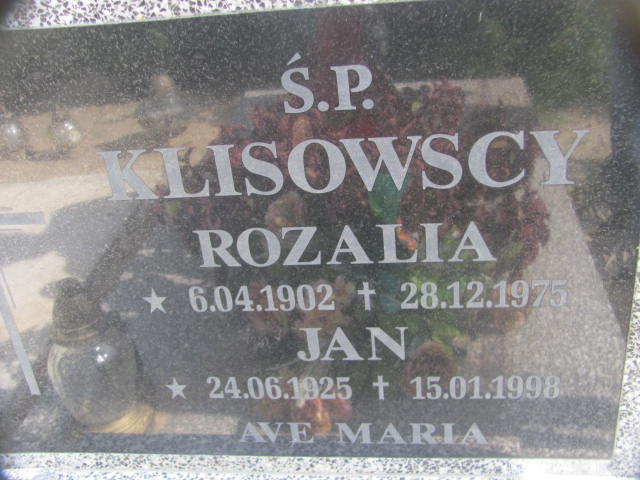 Ś.P.
KLISOWSCY
ROZALIA
★ 6.04.1902 † 28.12.1975
JAN
★ 24.06.1925 † 15.01.1998
AVE MARIA